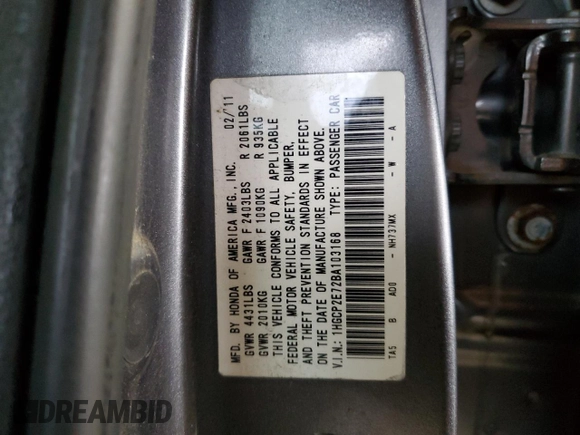 MFD. BY HONDA OF AMERICA MFG., INC. 02/'11
GVWR 4431LBS GAWR F 2403LBS R 2061LBS
GVWR 2010KG GAWR F 1090KG R 935KG
THIS VEHICLE CONFORMS TO ALL APPLICABLE
FEDERAL MOTOR VEHICLE SAFETY, BUMPER,
AND THEFT PREVENTION STANDARDS IN EFFECT
ON THE DATE OF MANUFACTURE SHOWN ABOVE.
V.I.N.: 1HGCP2E72BA103168 TYPE: PASSENGER CAR
TA5 B AO0 - NH737MX - W - A
DREAMBID